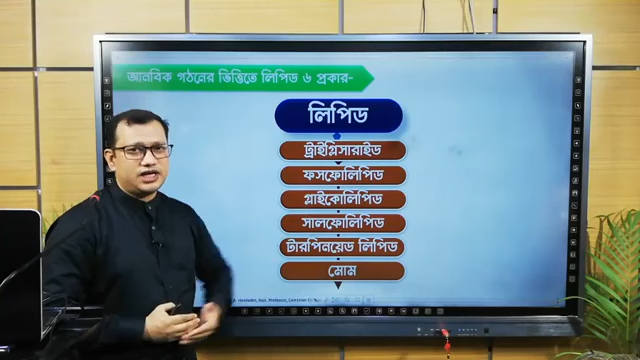 আনবিক গঠনের ভিত্তিতে লিপিড ৬ প্রকার-
লিপিড
ট্রাইগ্লিসারাইড
ফসফোলিপিড
গ্লাইকোলিপিড
সালফোলিপিড
টারপিনয়েড লিপিড
মোম